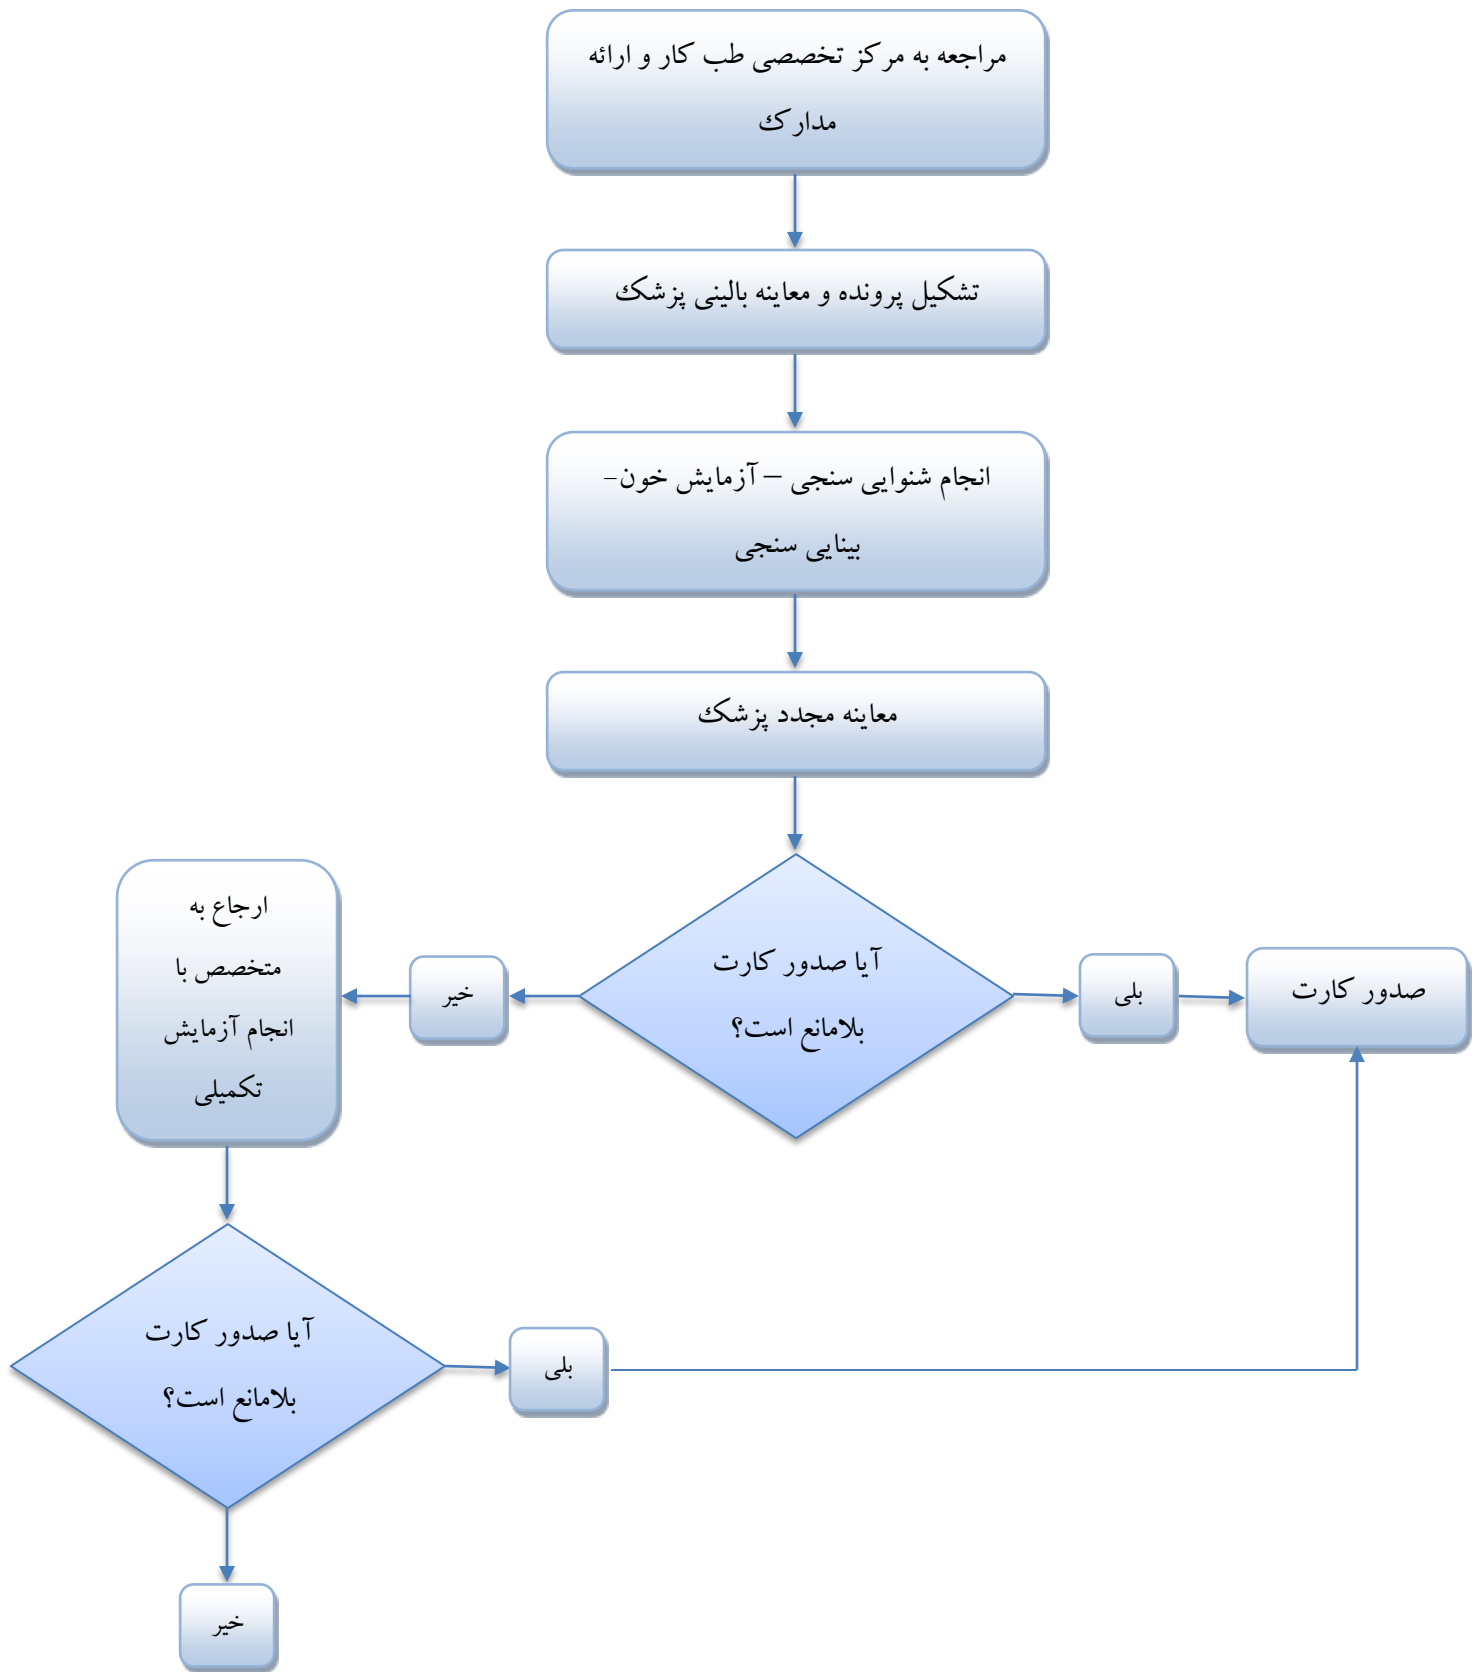 مراجعه به مرکز تخصصی طب کار و ارائه
مدارک
تشکیل پرونده و معاینه بالینی پزشک
انجام شنوایی سنجی – آزمایش خون-
بینایی سنجی
معاینه مجدد پزشک
آیا صدور کارت
بلامانع است؟
بلی
صدور کارت
خیر
ارجاع به
متخصص با
انجام آزمایش
تکمیلی
آیا صدور کارت
بلامانع است؟
بلی
خیر